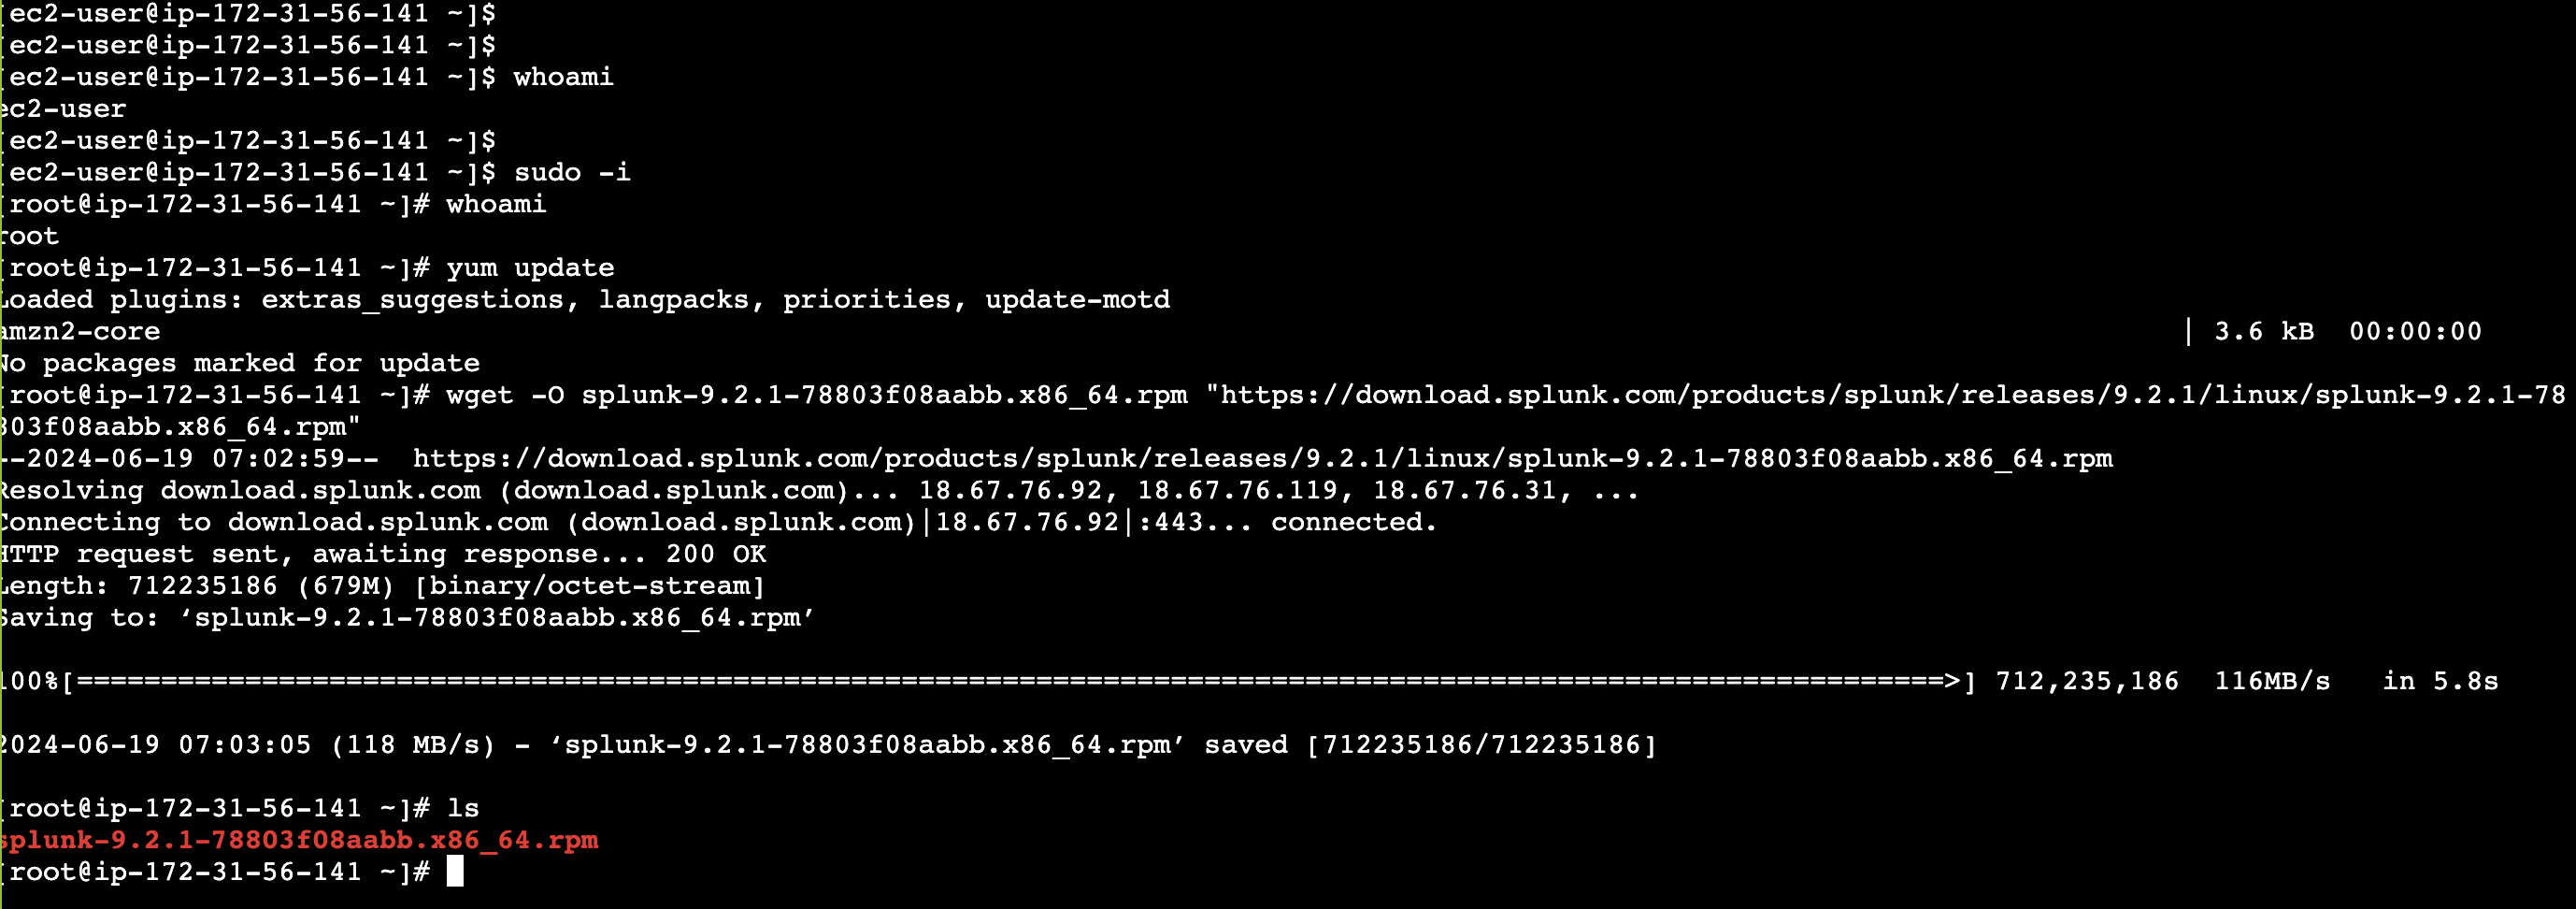 [ec2-user@ip-172-31-56-141 ~]$
[ec2-user@ip-172-31-56-141 ~]$
[ec2-user@ip-172-31-56-141 ~]$ whoami
ec2-user
[ec2-user@ip-172-31-56-141 ~]$
[ec2-user@ip-172-31-56-141 ~]$ sudo -i
[root@ip-172-31-56-141 ~]# whoami
root
[root@ip-172-31-56-141 ~]# yum update
Loaded plugins: extras_suggestions, langpacks, priorities, update-motd
amzn2-core | 3.6 kB 00:00:00
No packages marked for update
[root@ip-172-31-56-141 ~]# wget -O splunk-9.2.1-78803f08aabb.x86_64.rpm "https://download.splunk.com/products/splunk/releases/9.2.1/linux/splunk-9.2.1-78
803f08aabb.x86_64.rpm"
--2024-06-19 07:02:59-- https://download.splunk.com/products/splunk/releases/9.2.1/linux/splunk-9.2.1-78803f08aabb.x86_64.rpm
Resolving download.splunk.com (download.splunk.com)... 18.67.76.92, 18.67.76.119, 18.67.76.31, ...
Connecting to download.splunk.com (download.splunk.com)|18.67.76.92|:443... connected.
HTTP request sent, awaiting response... 200 OK
Length: 712235186 (679M) [binary/octet-stream]
Saving to: ‘splunk-9.2.1-78803f08aabb.x86_64.rpm’
100%[===============================================================================================================>] 712,235,186 116MB/s in 5.8s
2024-06-19 07:03:05 (118 MB/s) - ‘splunk-9.2.1-78803f08aabb.x86_64.rpm’ saved [712235186/712235186]
[root@ip-172-31-56-141 ~]# ls
splunk-9.2.1-78803f08aabb.x86_64.rpm
[root@ip-172-31-56-141 ~]#